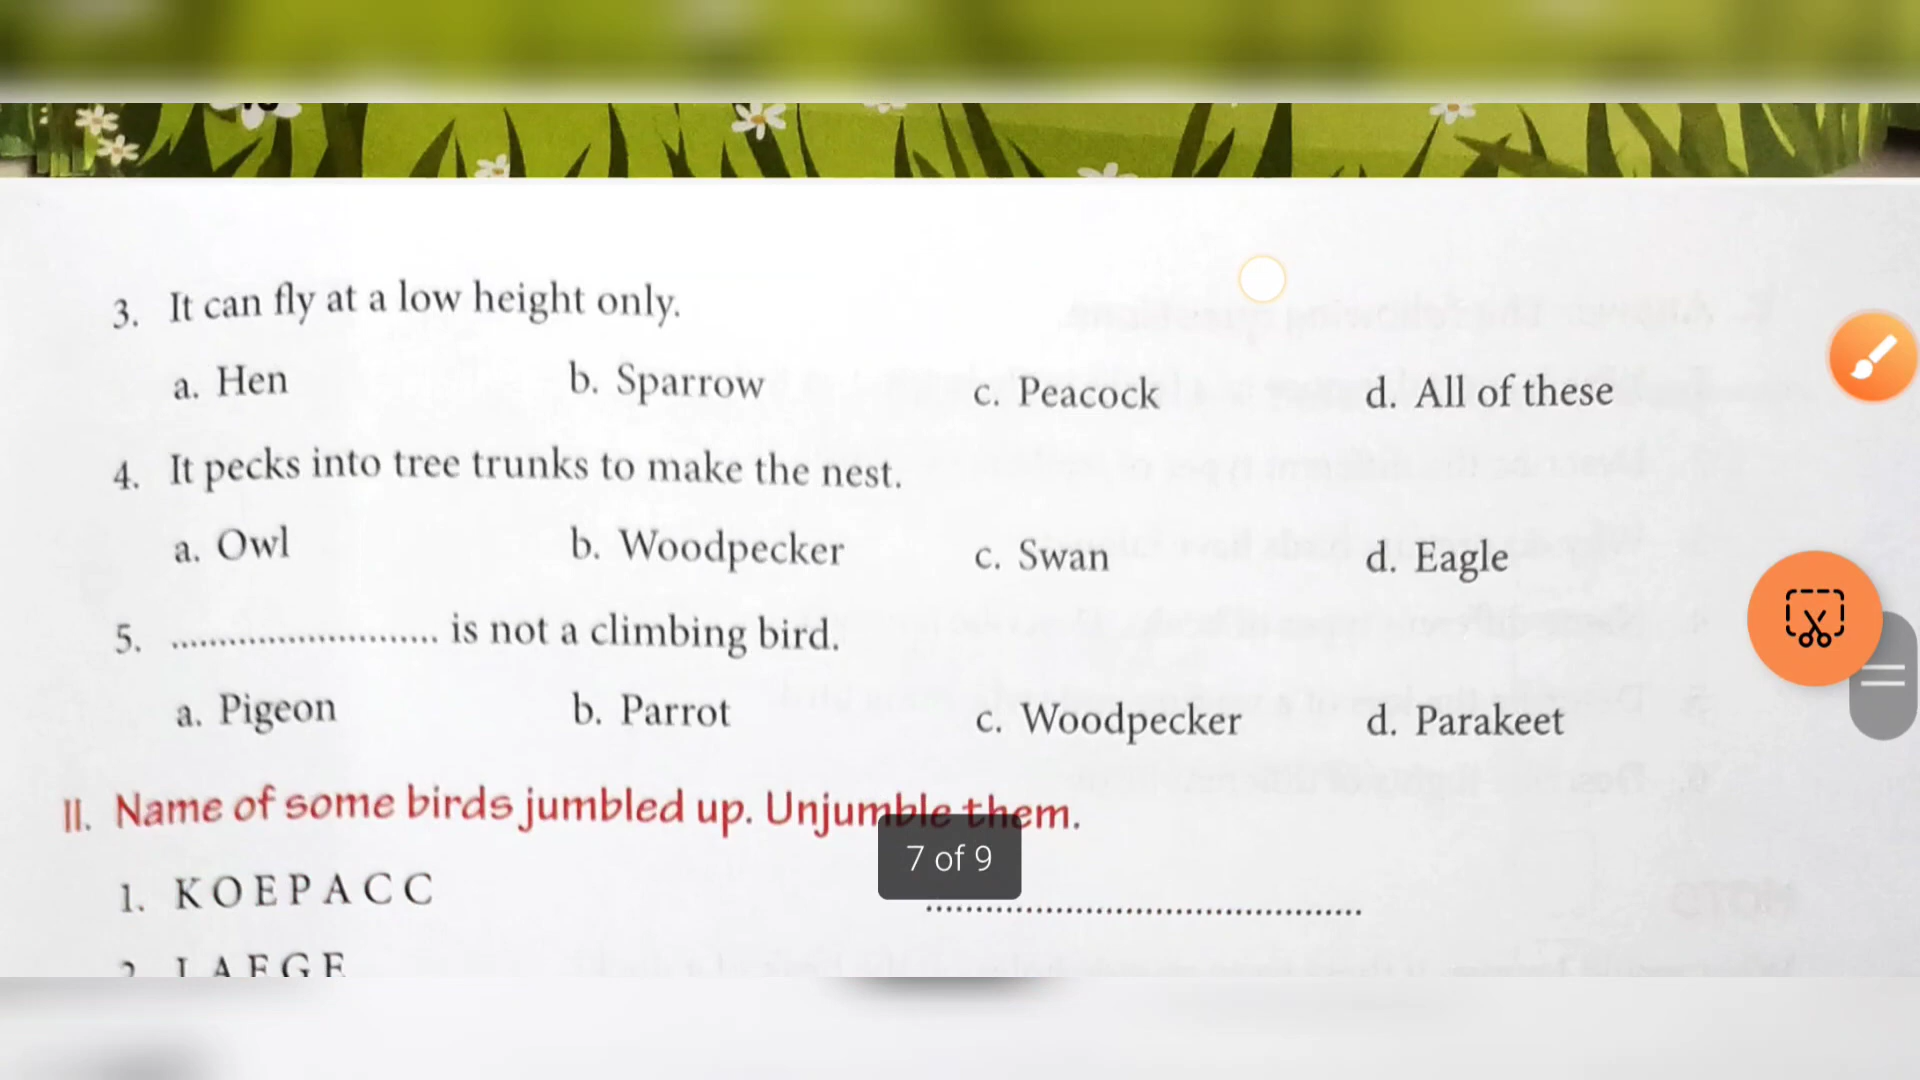 3. It can fly at a low height only.
a. Hen b. Sparrow c. Peacock d. All of these
4. It pecks into tree trunks to make the nest.
a. Owl b. Woodpecker c. Swan d. Eagle
5. .......................... is not a climbing bird.
a. Pigeon b. Parrot c. Woodpecker d. Parakeet
II. Name of some birds jumbled up. Unjumble them.
7 of 9
1. K O E P A C C ..........................................